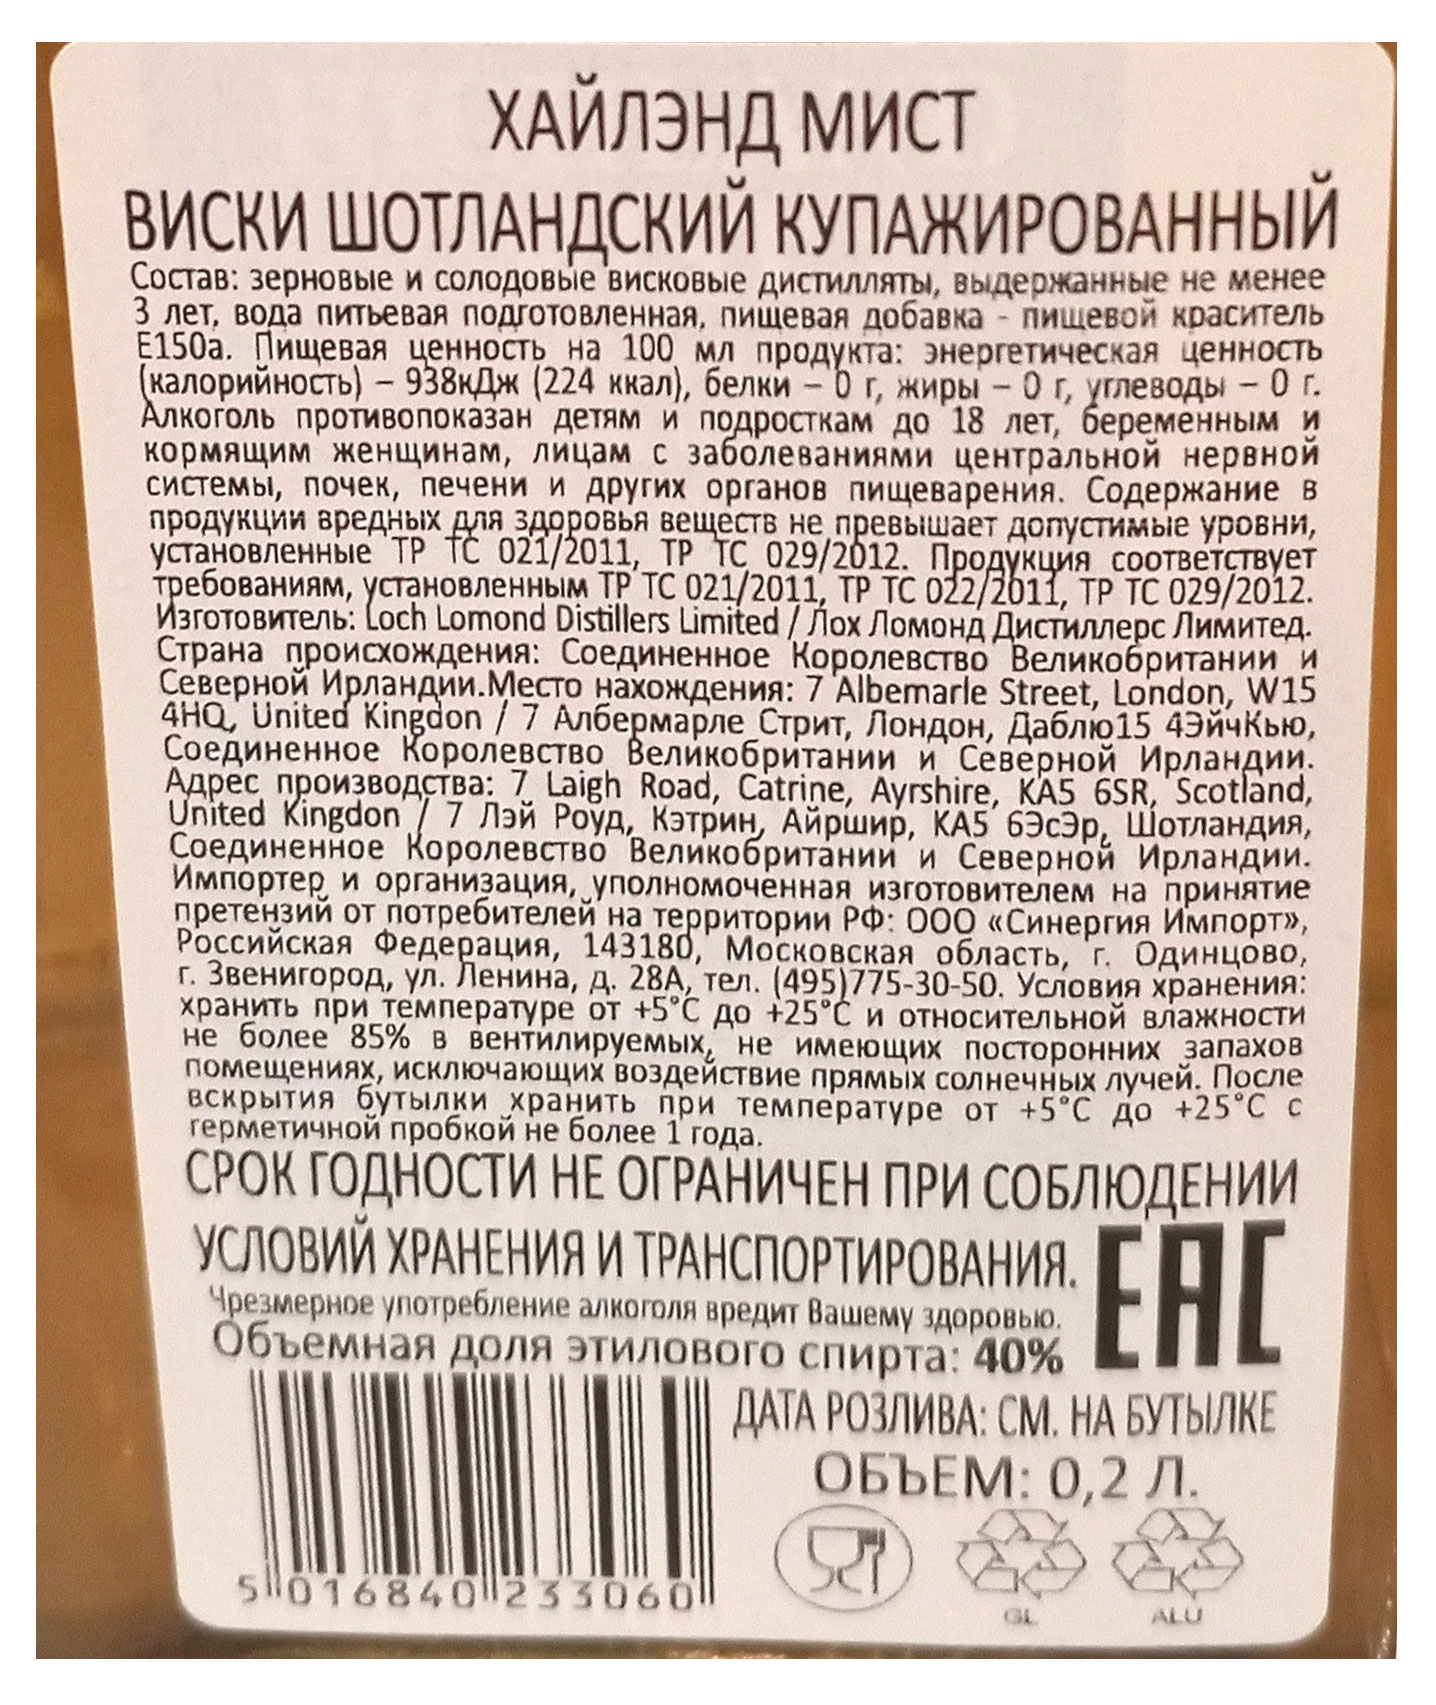 ХАЙЛЭНД МИСТ
ВИСКИ ШОТЛАНДСКИЙ КУПАЖИРОВАННЫЙ
Состав: зерновые и солодовые висковые дистилляты, выдержанные не менее
3 лет, вода питьевая подготовленная, пищевая добавка - пищевой краситель
Е150а. Пищевая ценность на 100 мл продукта: энергетическая ценность
(калорийность) – 938кДж (224 ккал), белки – 0 г, жиры – 0 г, углеводы – 0 г.
Алкоголь противопоказан детям и подросткам до 18 лет, беременным и
кормящим женщинам, лицам с заболеваниями центральной нервной
системы, почек, печени и других органов пищеварения. Содержание в
продукции вредных для здоровья веществ не превышает допустимые уровни,
установленные ТР ТС 021/2011, ТР ТС 029/2012. Продукция соответствует
требованиям, установленным ТР ТС 021/2011, ТР ТС 022/2011, ТР ТС 029/2012.
Изготовитель: Loch Lomond Distillers Limited / Лох Ломонд Дистиллерс Лимитед.
Страна происхождения: Соединенное Королевство Великобритании и
Северной Ирландии.Место нахождения: 7 Albemarle Street, London, W15
4HQ, United Kingdon / 7 Албермарле Стрит, Лондон, Даблю15 4ЭйчКью,
Соединенное Королевство Великобритании и Северной Ирландии.
Адрес производства: 7 Laigh Road, Catrine, Ayrshire, KA5 6SR, Scotland,
United Kingdon / 7 Лэй Роуд, Кэтрин, Айршир, КА5 6ЭсЭр, Шотландия,
Соединенное Королевство Великобритании и Северной Ирландии.
Импортер и организация, уполномоченная изготовителем на принятие
претензий от потребителей на территории РФ: ООО «Синергия Импорт»,
Российская Федерация, 143180, Московская область, г. Одинцово,
г. Звенигород, ул. Ленина, д. 28А, тел. (495)775-30-50. Условия хранения:
хранить при температуре от +5°С до +25°С и относительной влажности
не более 85% в вентилируемых, не имеющих посторонних запахов
помещениях, исключающих воздействие прямых солнечных лучей. После
вскрытия бутылки хранить при температуре от +5°С до +25°С с
герметичной пробкой не более 1 года.
СРОК ГОДНОСТИ НЕ ОГРАНИЧЕН ПРИ СОБЛЮДЕНИИ
УСЛОВИЙ ХРАНЕНИЯ И ТРАНСПОРТИРОВАНИЯ.
ЕАС
Чрезмерное употребление алкоголя вредит Вашему здоровью.
Объемная доля этилового спирта: 40%
ДАТА РОЗЛИВА: СМ. НА БУТЫЛКЕ
ОБЪЕМ: 0,2 Л.
5 016840 233060
GL
ALU